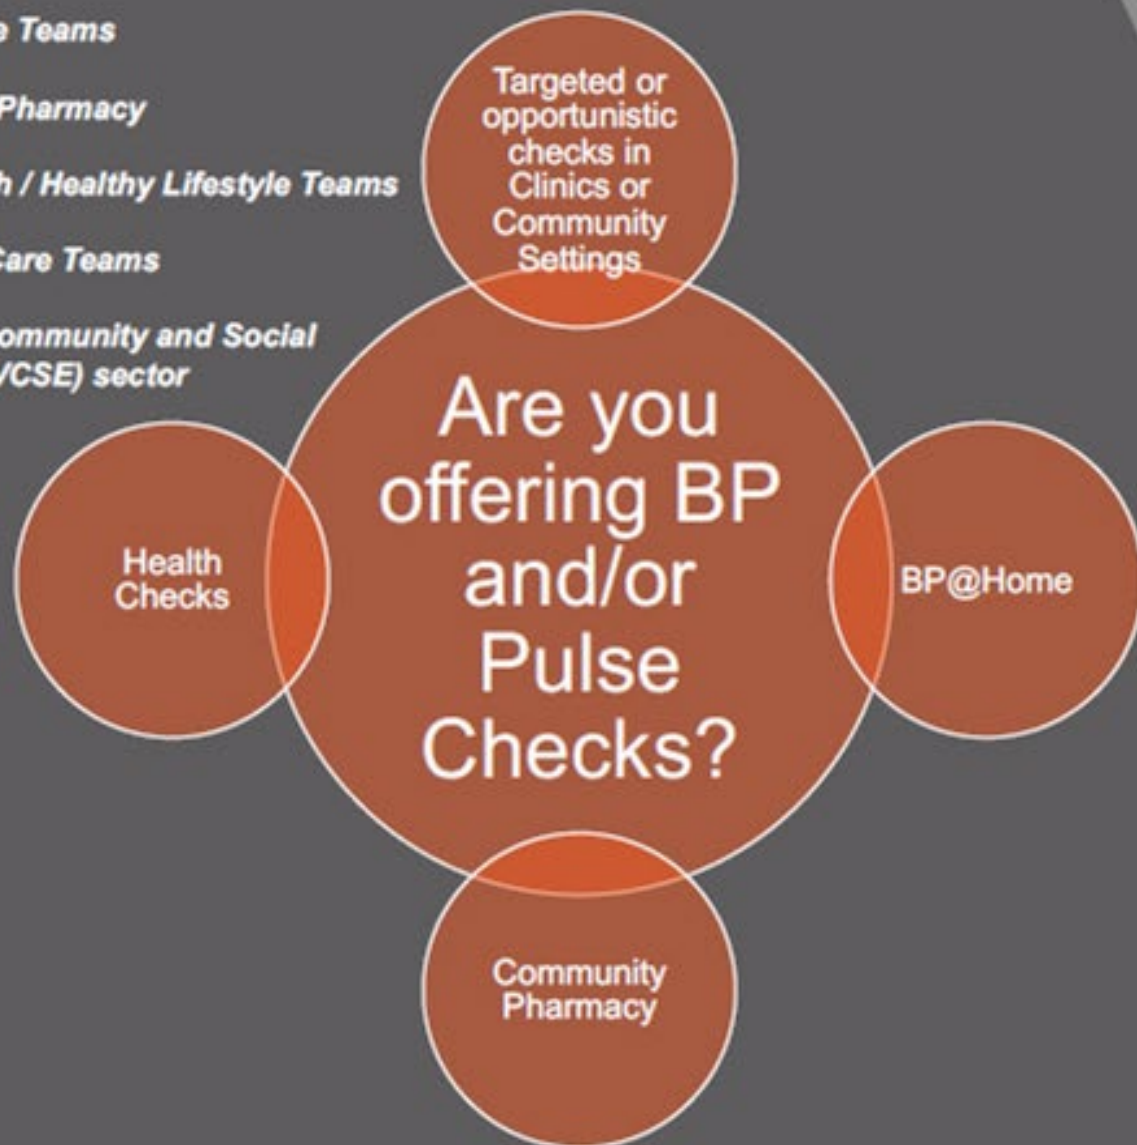 e Teams
Pharmacy
h / Healthy Lifestyle Teams
Care Teams
ommunity and Social
VCSE) sector
Targeted or
opportunistic
checks in
Clinics or
Community
Settings
Are you
offering BP
and/or
Pulse
Checks?
Health
Checks
BP@Home
Community
Pharmacy